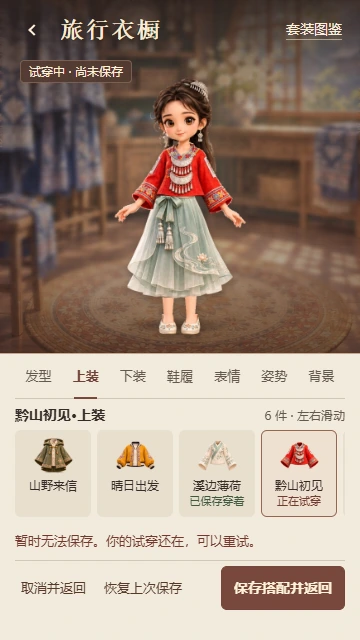 旅行衣橱
套装图鉴
试穿中·尚未保存
发型 上装 下装 鞋履 表情 姿势 背景
黔山初见·上装 6 件·左右滑动
山野来信 晴日出发 溪边薄荷 黔山初见
已保存穿着 正在试穿
暂时无法保存。你的试穿还在，可以重试。
取消并返回 恢复上次保存 保存搭配并返回